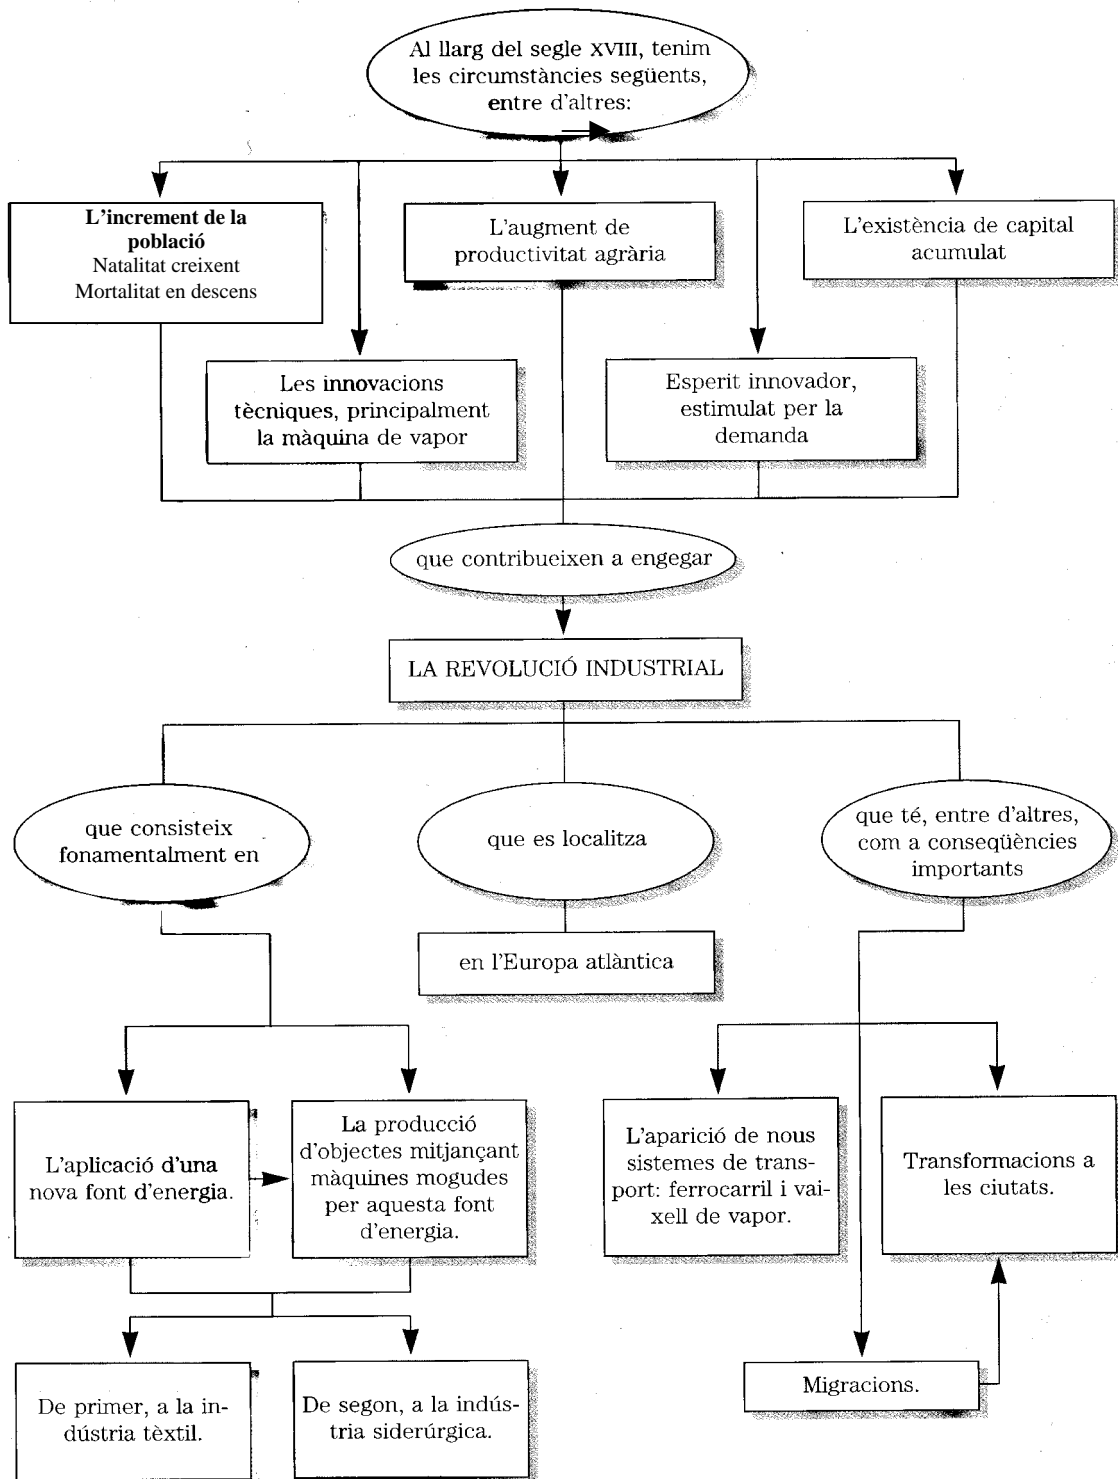 Al llarg del segle XVIII, tenim
les circumstàncies següents,
entre d'altres:
L'increment de la
població
Natalitat creixent
Mortalitat en descens
L'augment de
productivitat agrària
L'existència de capital
acumulat
Les innovacions
tècniques, principalment
la màquina de vapor
Esperit innovador,
estimulat per la
demanda
que contribueixen a engegar
LA REVOLUCIÓ INDUSTRIAL
que consisteix
fonamentalment en
que es localitza
que té, entre d'altres,
com a conseqüències
importants
en l'Europa atlàntica
L'aplicació d'una
nova font d'energia.
La producció
d'objectes mitjançant
màquines mogudes
per aquesta font
d'energia.
L'aparició de nous
sistemes de trans-
port: ferrocarril i vai-
xell de vapor.
Transformacions a
les ciutats.
De primer, a la in-
dústria tèxtil.
De segon, a la indús-
tria siderúrgica.
Migracions.